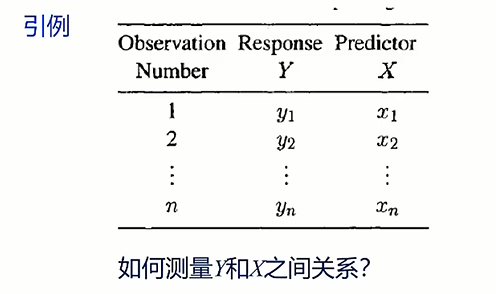 引例
Observation Response Predictor
Number Y X
1 y1 x1
2 y2 x2
⋮ ⋮ ⋮
n yn xn
如何测量Y和X之间关系？